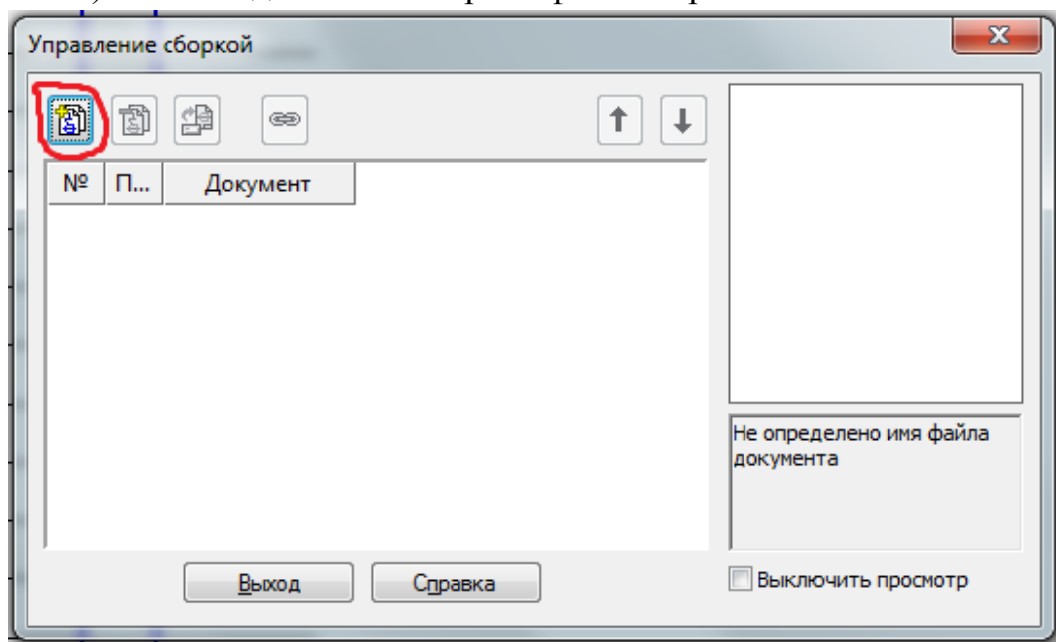 Управление сборкой
№ П... Документ
Не определено имя файла
документа
Выход Справка
Выключить просмотр